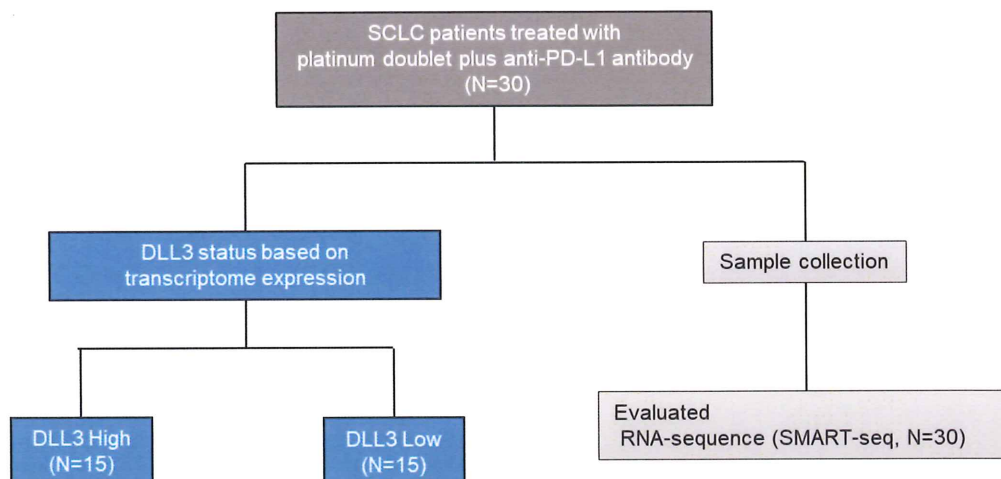 SCLC patients treated with
platinum doublet plus anti-PD-L1 antibody
(N=30)
DLL3 status based on
transcriptome expression
Sample collection
DLL3 High
(N=15)
DLL3 Low
(N=15)
Evaluated
RNA-sequence (SMART-seq, N=30)